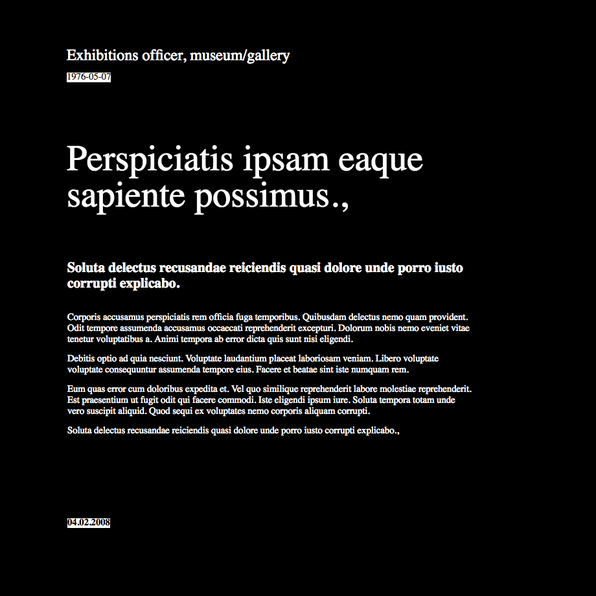 Exhibitions officer, museum/gallery
1976-05-07
Perspiciatis ipsam eaque
sapiente possimus.,
Soluta delectus recusandae reiciendis quasi dolore unde porro iusto
corrupti explicabo.
Corporis accusamus perspiciatis rem officia fuga temporibus. Quibusdam delectus nemo quam provident.
Odit tempore assumenda accusamus occaecati reprehenderit excepturi. Dolorum nobis nemo eveniet vitae
tenetur voluptatibus a. Animi tempora ab error dicta quis sunt nisi eligendi.
Debitis optio ad quia nesciunt. Voluptate laudantium placeat laboriosam veniam. Libero voluptate
voluptate consequuntur assumenda tempore eius. Facere et beatae sint iste numquam rem.
Eum quas error cum doloribus expedita et. Vel quo similique reprehenderit labore molestiae reprehenderit.
Est praesentium ut fugit odit qui facere commodi. Iste eligendi ipsum iure. Soluta tempora totam unde
vero suscipit aliquid. Quod sequi ex voluptates nemo corporis aliquam corrupti.
Soluta delectus recusandae reiciendis quasi dolore unde porro iusto corrupti explicabo.,
04.02.2008